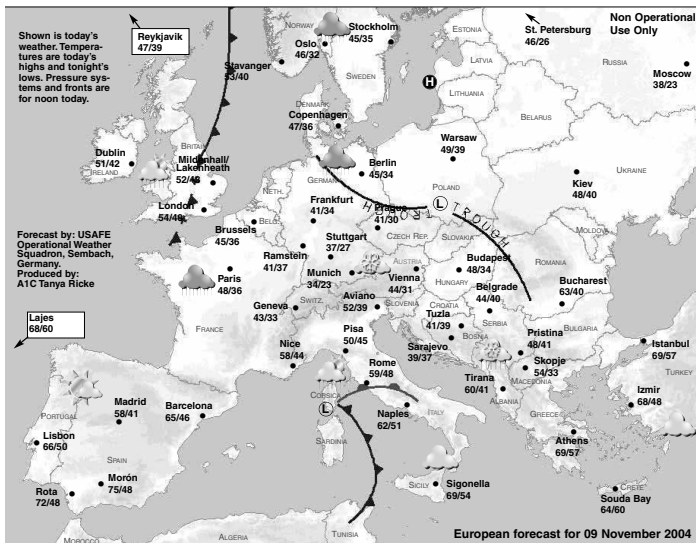 Shown is today's
weather. Tempera-
tures are today's
highs and tonight's
lows. Pressure sys-
tems and fronts are
for noon today.
Reykjavik
47/39
NORWAY
Stockholm
45/35
Oslo
46/32
SWEDEN
Stavanger
53/40
ESTONIA
St. Petersburg
46/26
Non Operational
Use Only
LATVIA
RUSSIA
Moscow
38/23
H
LITHUANIA
BELARUS
DENMARK
Copenhagen
47/36
Dublin
51/42
IRELAND
BRITAIN
Mildenhall/
Lakenheath
52/43
London
54/46
NETH.
GERMANY
Berlin
45/34
Warsaw
49/39
POLAND
UKRAINE
Kiev
48/40
Frankfurt
41/34
Prague
41/30
L
TROUGH
CZECH REP.
SLOVAKIA
MOLDOVA
Brussels
45/36
BELG.
Stuttgart
37/27
Ramstein
41/37
Forecast by: USAFE
Operational Weather
Squadron, Sembach,
Germany.
Produced by:
A1C Tanya Ricke
Paris
48/36
Munich
34/23
AUSTRIA
Vienna
44/31
Budapest
48/34
HUNGARY
ROMANIA
Geneva
43/33
SWITZ.
Aviano
52/39
SLOVENIA
CROATIA
Belgrade
44/40
Bucharest
63/40
FRANCE
Tuzla
41/39
BOSNIA
SERBIA
BULGARIA
Lajes
68/60
Nice
58/44
Pisa
50/45
Sarajevo
39/37
Pristina
48/41
Skopje
54/33
Istanbul
69/57
Rome
59/48
Tirana
60/41
MACEDONIA
ALBANIA
TURKEY
CORSICA
L
Naples
62/51
ITALY
Izmir
68/48
GREECE
PORTUGAL
Madrid
58/41
Barcelona
65/46
Lisbon
66/50
SPAIN
SARDINIA
Athens
69/57
Rota
72/48
Morón
75/48
SICILY
Sigonella
69/54
CRETE
Souda Bay
64/60
MOROCCO
ALGERIA
TUNISIA
European forecast for 09 November 2004